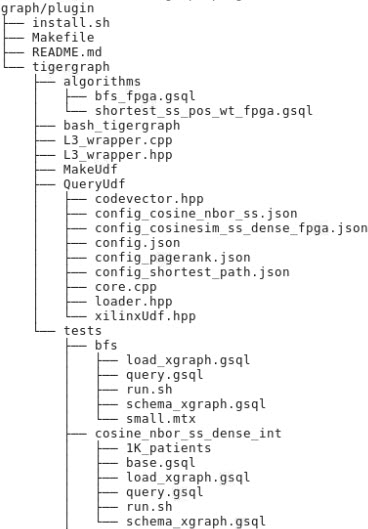 graph/plugin
├── install.sh
├── Makefile
├── README.md
└── tigergraph
    ├── algorithms
    │   ├── bfs_fpga.gsql
    │   └── shortest_ss_pos_wt_fpga.gsql
    ├── bash_tigergraph
    ├── L3_wrapper.cpp
    ├── L3_wrapper.hpp
    ├── MakeUdf
    ├── QueryUdf
    │   ├── codevector.hpp
    │   ├── config_cosine_nbor_ss.json
    │   ├── config_cosinesim_ss_dense_fpga.json
    │   ├── config.json
    │   ├── config_pagerank.json
    │   ├── config_shortest_path.json
    │   ├── core.cpp
    │   ├── loader.hpp
    │   └── xilinxUdf.hpp
    └── tests
        ├── bfs
        │   ├── load_xgraph.gsql
        │   ├── query.gsql
        │   ├── run.sh
        │   ├── schema_xgraph.gsql
        │   └── small.mtx
        ├── cosine_nbor_ss_dense_int
        │   ├── 1K_patients
        │   ├── base.gsql
        │   ├── load_xgraph.gsql
        │   ├── query.gsql
        │   ├── run.sh
        │   └── schema_xgraph.gsql